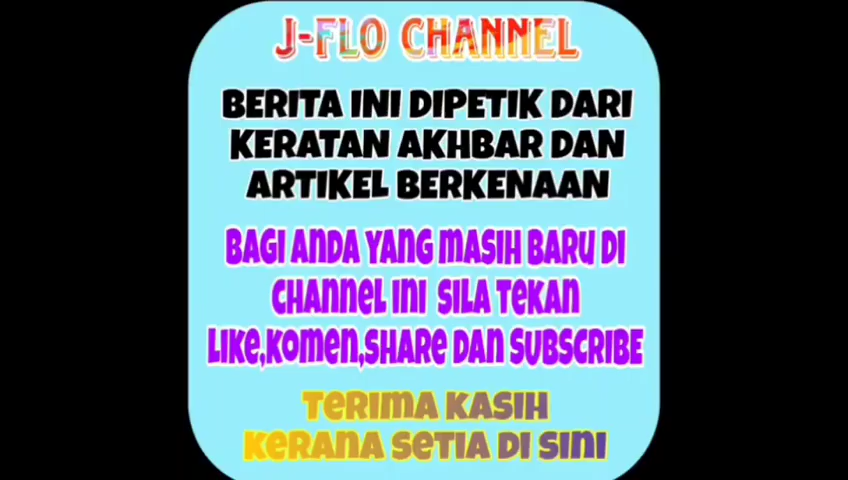 J-FLO CHANNEL
BERITA INI DIPETIK DARI
KERATAN AKHBAR DAN
ARTIKEL BERKENAAN
BAGI ANDA YANG MASIH BARU DI
CHANNEL INI SILA TEKAN
LIKE,KOMEN,SHARE DAN SUBSCRIBE
TERIMA KASIH
KERANA SETIA DI SINI